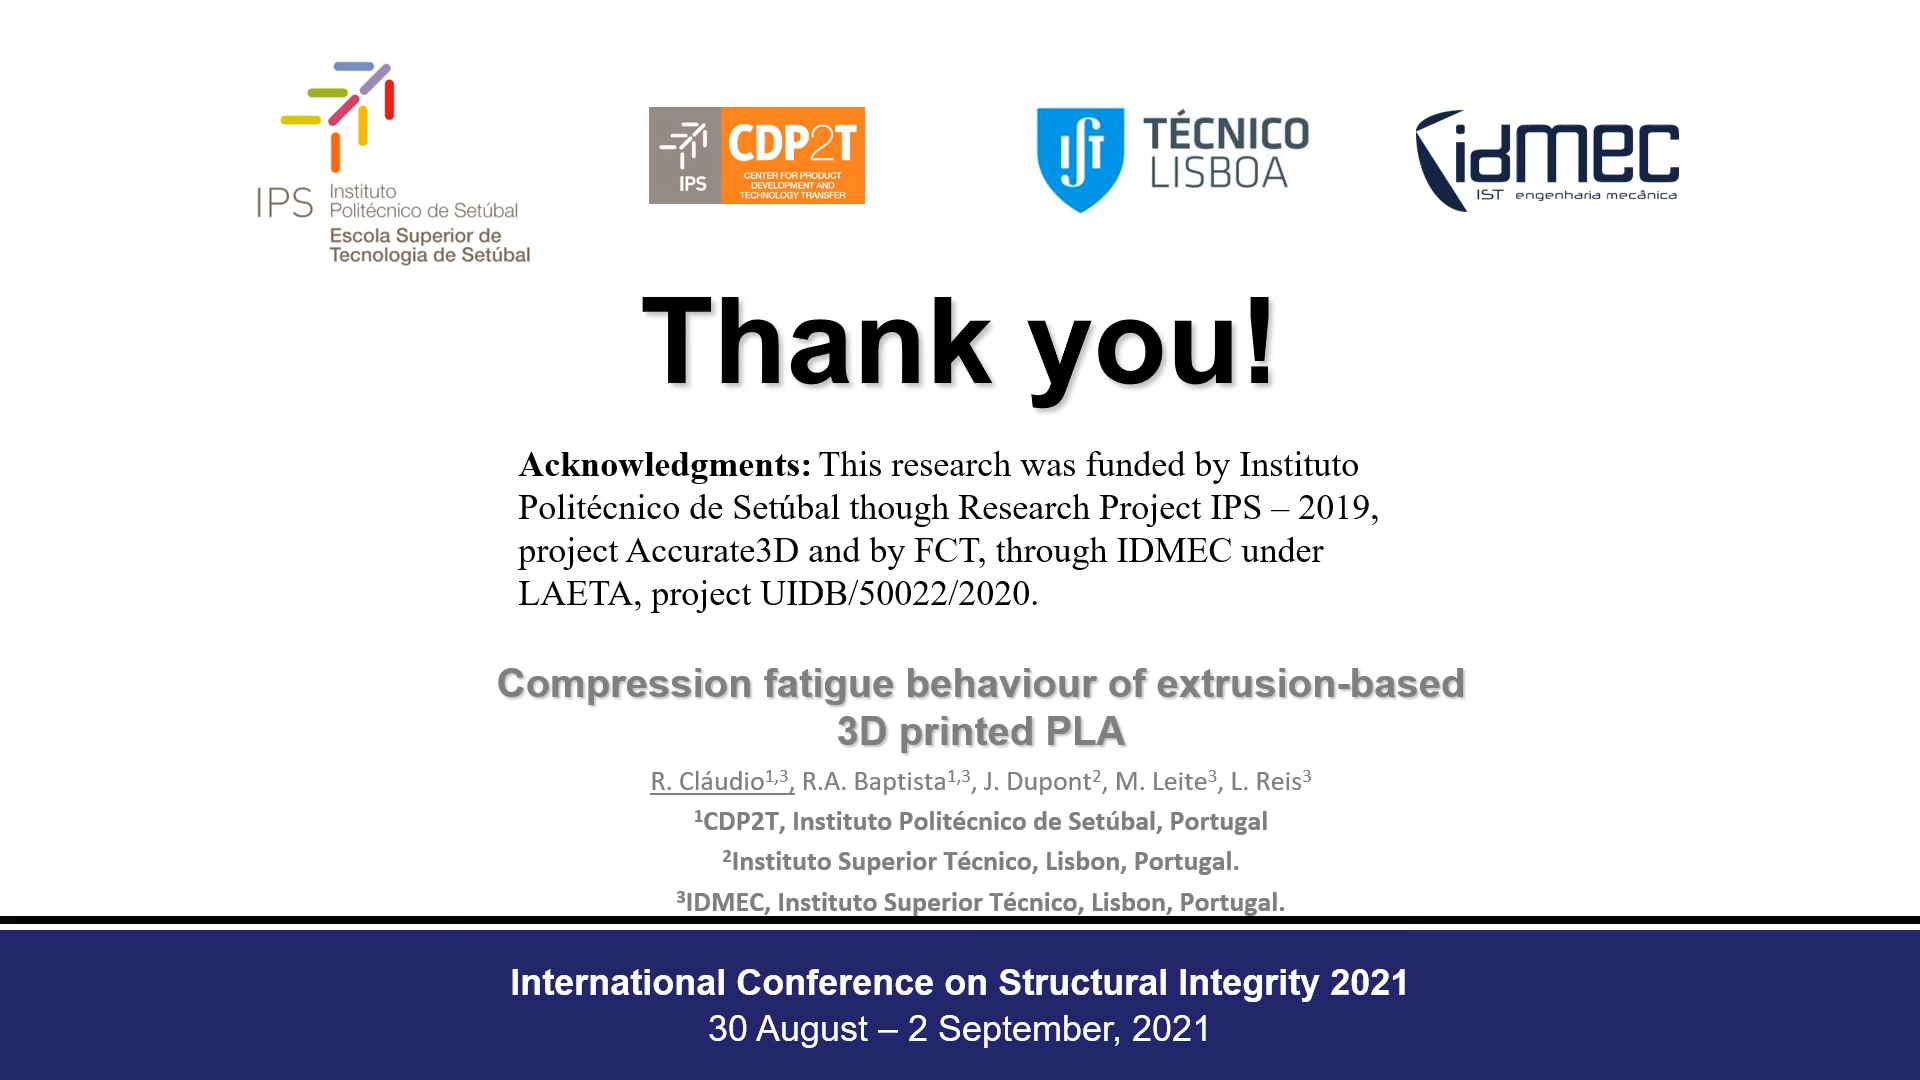 IPS Instituto
Politécnico de Setúbal
Escola Superior de
Tecnologia de Setúbal
IPS
CDP2T
CENTER FOR PRODUCT
DEVELOPMENT AND
TECHNOLOGY TRANSFER
IST
TÉCNICO
LISBOA
idmec
IST engenharia mecânica
Thank you!
Acknowledgments: This research was funded by Instituto
Politécnico de Setúbal though Research Project IPS – 2019,
project Accurate3D and by FCT, through IDMEC under
LAETA, project UIDB/50022/2020.
Compression fatigue behaviour of extrusion-based
3D printed PLA
R. Cláudio1,3, R.A. Baptista1,3, J. Dupont2, M. Leite3, L. Reis3
1CDP2T, Instituto Politécnico de Setúbal, Portugal
2Instituto Superior Técnico, Lisbon, Portugal.
3IDMEC, Instituto Superior Técnico, Lisbon, Portugal.
International Conference on Structural Integrity 2021
30 August – 2 September, 2021